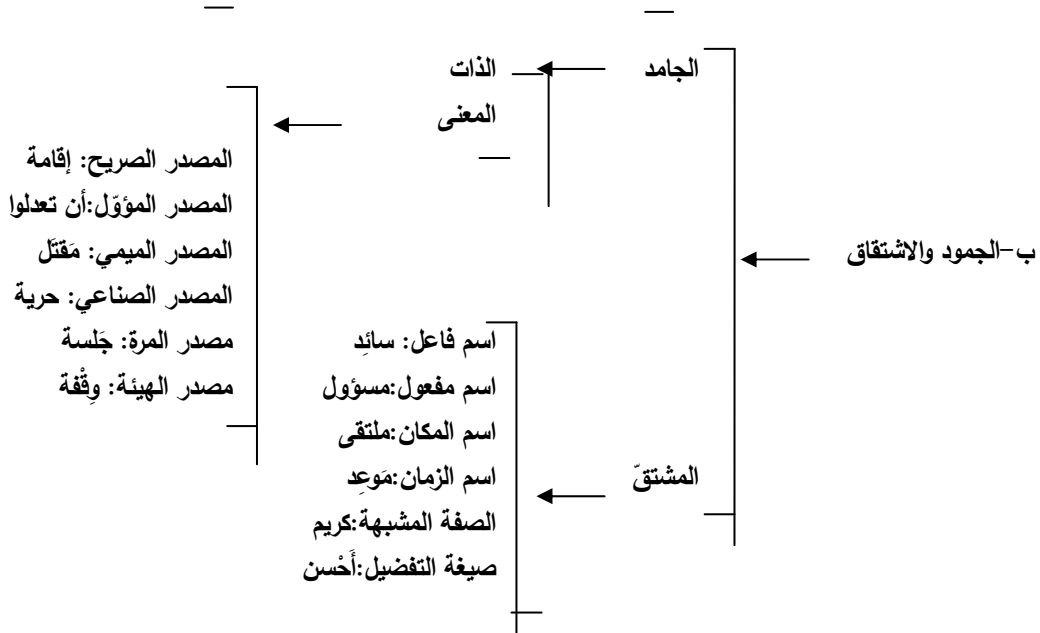 الجامد
الذات
المعنى
المصدر الصريح: إقامة
المصدر المؤوّل:أن تعدلوا
المصدر الميمي: مَقتَل
المصدر الصناعي: حرية
مصدر المرة: جَلسة
مصدر الهيئة: وِقْفة
ب-الجمود والاشتقاق
المشتقّ
اسم فاعل: سائِد
اسم مفعول:مسؤول
اسم المكان:ملتقى
اسم الزمان:مَوعِد
الصفة المشبهة:كريم
صيغة التفضيل:أَحْسن